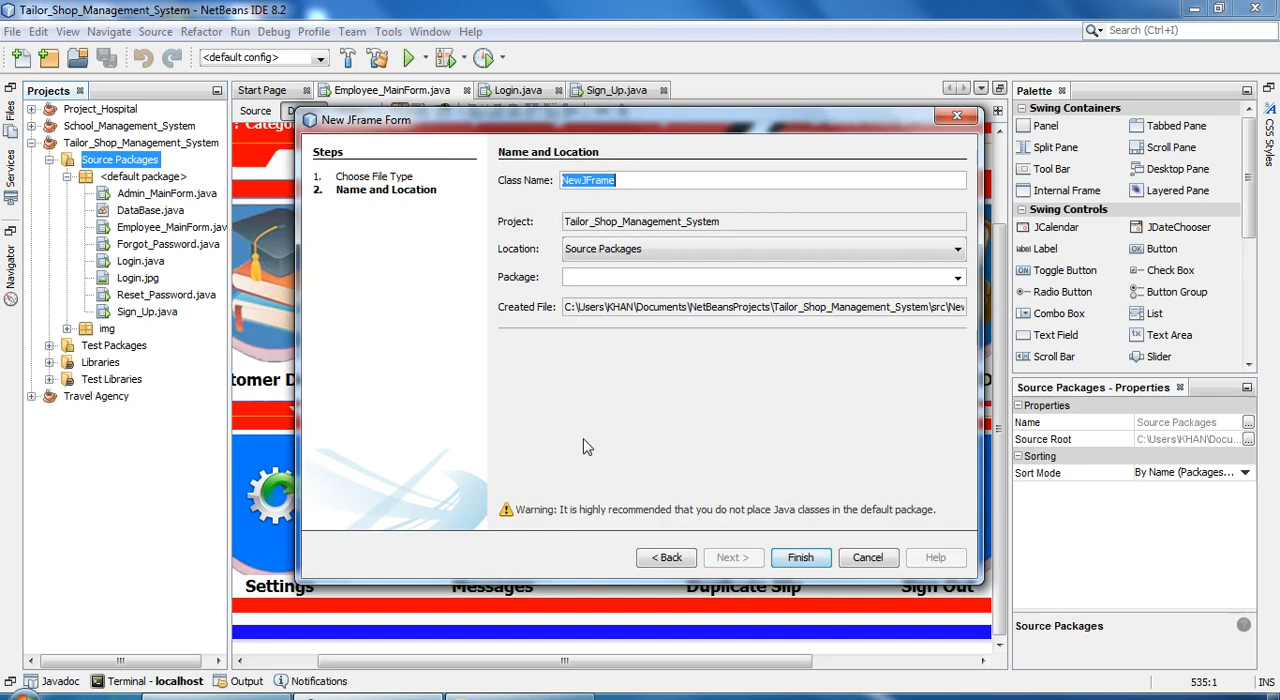 Tailor_Shop_Management_System - NetBeans IDE 8.2
File Edit View Navigate Source Refactor Run Debug Profile Team Tools Window Help
Search (Ctrl+I)
<default config>
Projects
Start Page
Employee_MainForm.java
Login.java
Sign_Up.java
Palette
Files
Services
Navigator
CSS Styles
Project_Hospital
School_Management_System
Tailor_Shop_Management_System
Source Packages
<default package>
Admin_MainForm.java
DataBase.java
Employee_MainForm.jav
Forgot_Password.java
Login.java
Login.jpg
Reset_Password.java
Sign_Up.java
img
Test Packages
Libraries
Test Libraries
Travel Agency
Source
New JFrame Form
Steps
1. Choose File Type
2. Name and Location
Name and Location
Class Name: NewJFrame
Project: Tailor_Shop_Management_System
Location: Source Packages
Package:
Created File: C:\Users\KHAN\Documents\NetBeansProjects\Tailor_Shop_Management_System\src\New
Warning: It is highly recommended that you do not place Java classes in the default package.
< Back
Next >
Finish
Cancel
Help
Settings
Messages
Duplicate Slip
Sign Out
Swing Containers
Panel
Tabbed Pane
Split Pane
Scroll Pane
Tool Bar
Desktop Pane
Internal Frame
Layered Pane
Swing Controls
JCalendar
JDateChooser
label Label
OK Button
ON Toggle Button
Check Box
Radio Button
Button Group
Combo Box
List
Text Field
Text Area
Scroll Bar
Slider
Source Packages - Properties
Properties
Name Source Packages
Source Root C:\Users\KHAN\Docu...
Sorting
Sort Mode By Name (Packages...
Source Packages
Javadoc
Terminal - localhost
Output
Notifications
535:1
INS